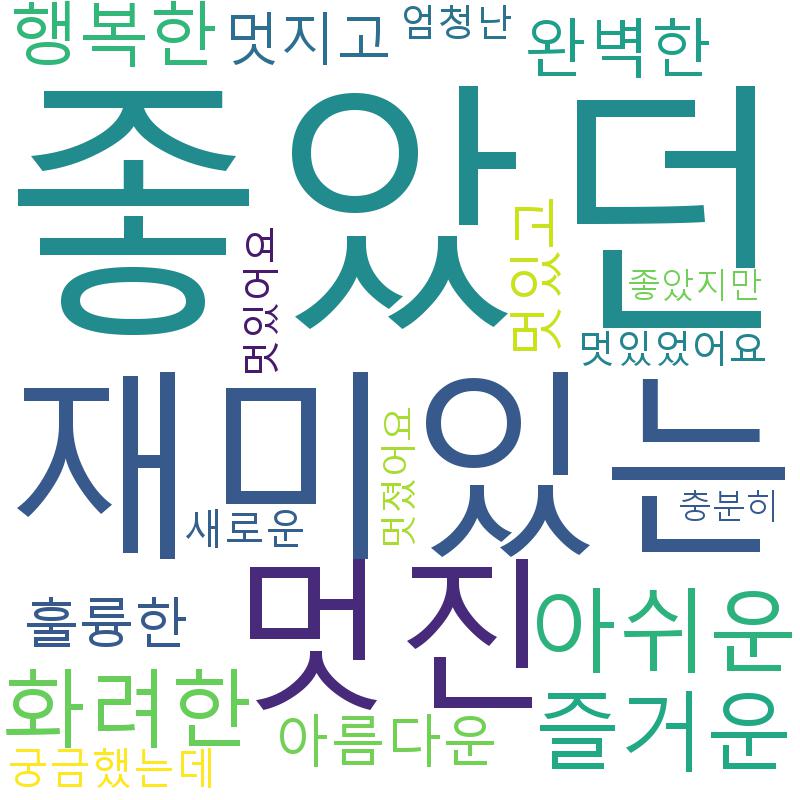 행복한
멋지고
엄청난
완벽한
좋았던
멋있어요
멋있고
좋았지만
멋있었어요
재미있는
멋졌어요
새로운
충분히
멋진
아쉬운
훌륭한
화려한
아름다운
즐거운
궁금했는데